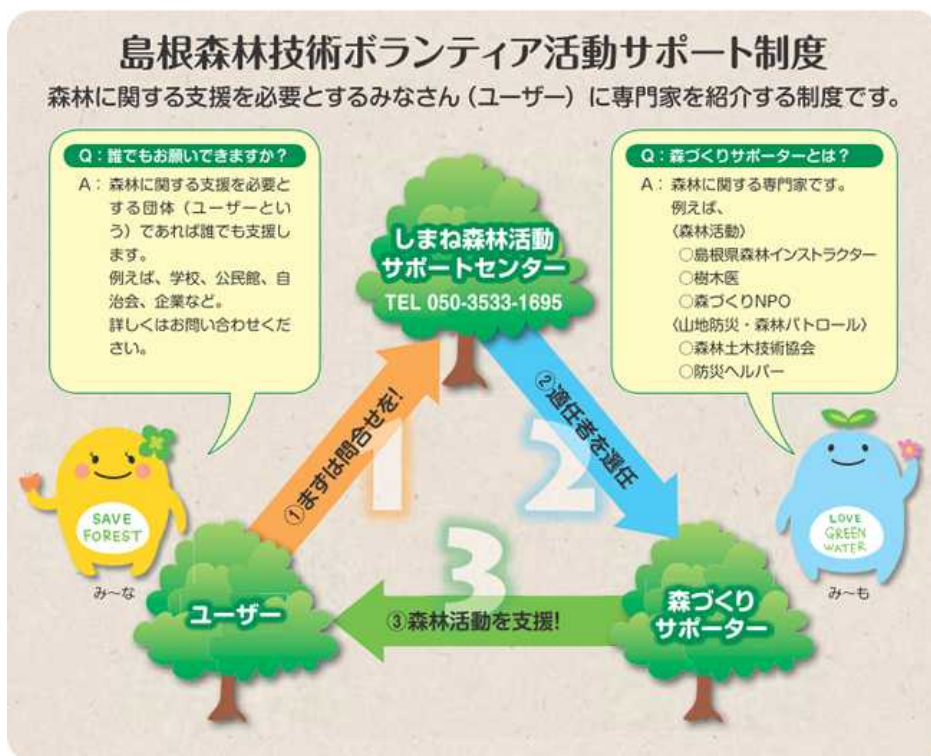 島根森林技術ボランティア活動サポート制度
森林に関する支援を必要とするみなさん（ユーザー）に専門家を紹介する制度です。
Q：誰でもお願いできますか？
A：森林に関する支援を必要と
する団体（ユーザーとい
う）であれば誰でも支援し
ます。
例えば、学校、公民館、自
治会、企業など。
詳しくはお問い合わせくだ
さい。
Q：森づくりサポーターとは？
A：森林に関する専門家です。
例えば、
〈森林活動〉
○島根県森林インストラクター
○樹木医
○森づくりNPO
〈山地防災・森林パトロール〉
○森林土木技術協会
○防災ヘルパー
しまね森林活動
サポートセンター
TEL 050-3533-1695
①まずは問合せを!
1
②適任者を選任
2
SAVE
FOREST
み〜な
LOVE
GREEN
WATER
み〜も
ユーザー
3
③森林活動を支援!
森づくり
サポーター